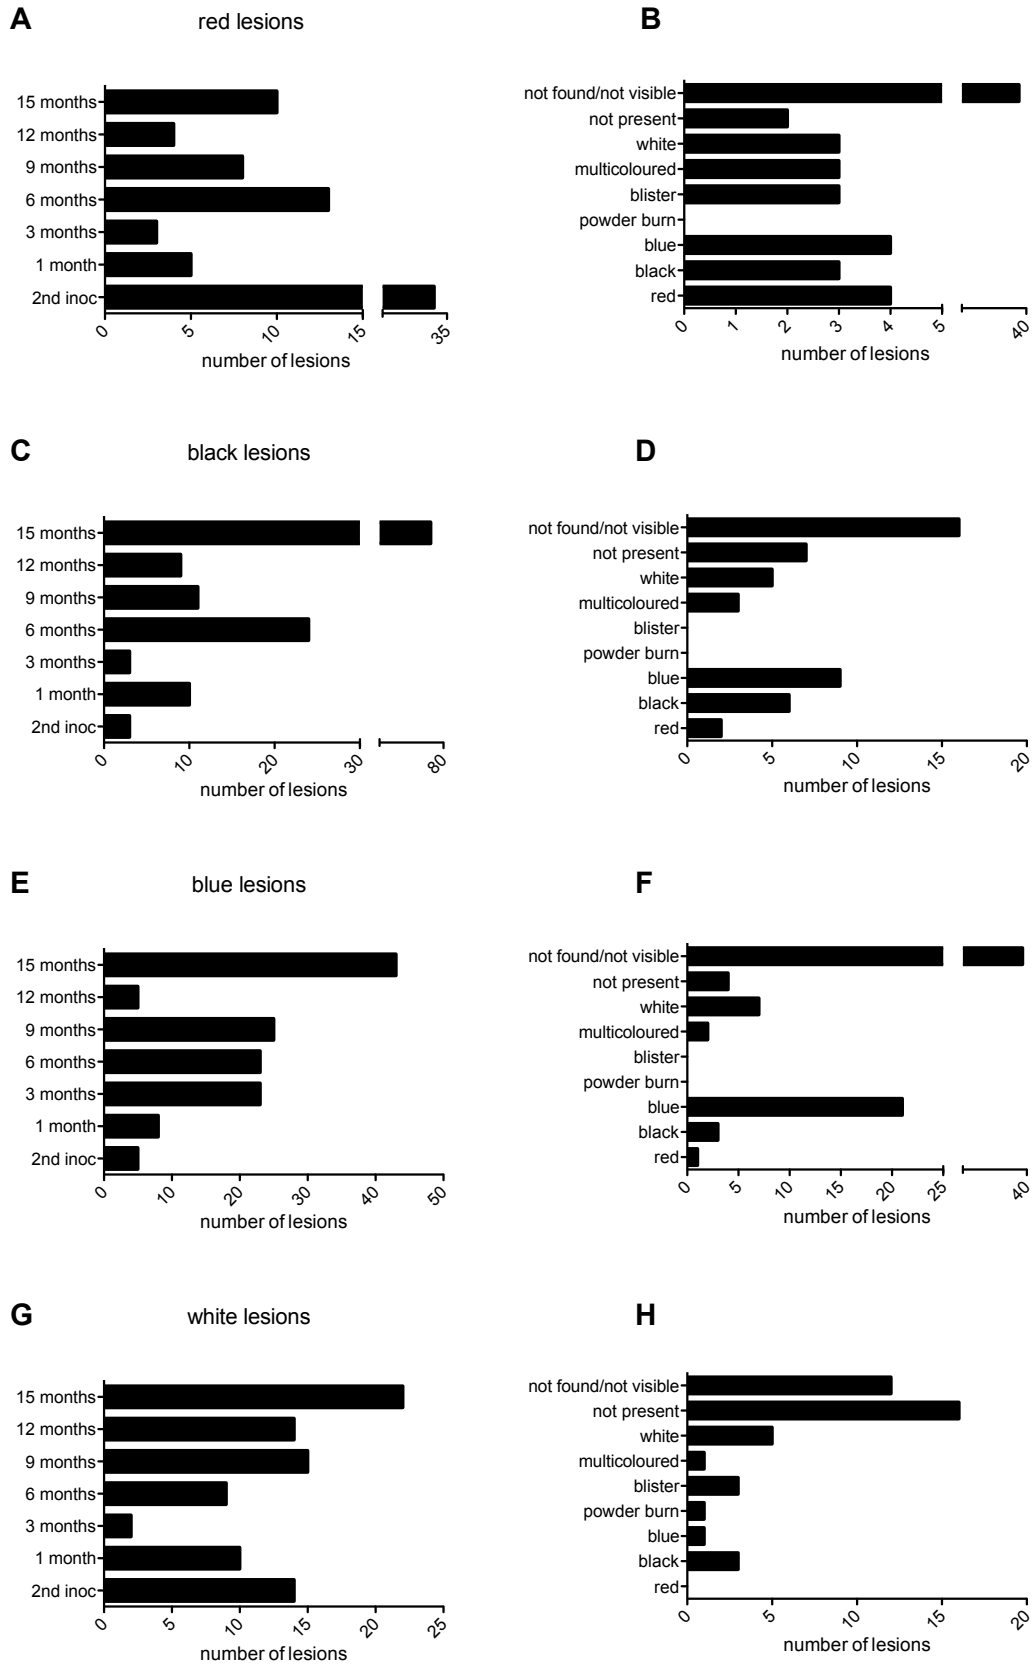 A
red lesions
15 months
12 months
9 months
6 months
3 months
1 month
2nd inoc
0 5 10 15 35
number of lesions
B
not found/not visible
not present
white
multicoloured
blister
powder burn
blue
black
red
0 1 2 3 4 5 40
number of lesions
C
black lesions
15 months
12 months
9 months
6 months
3 months
1 month
2nd inoc
0 10 20 30 80
number of lesions
D
not found/not visible
not present
white
multicoloured
blister
powder burn
blue
black
red
0 5 10 15 20
number of lesions
E
blue lesions
15 months
12 months
9 months
6 months
3 months
1 month
2nd inoc
0 10 20 30 40 50
number of lesions
F
not found/not visible
not present
white
multicoloured
blister
powder burn
blue
black
red
0 5 10 15 20 25 40
number of lesions
G
white lesions
15 months
12 months
9 months
6 months
3 months
1 month
2nd inoc
0 5 10 15 20 25
number of lesions
H
not found/not visible
not present
white
multicoloured
blister
powder burn
blue
black
red
0 5 10 15 20
number of lesions